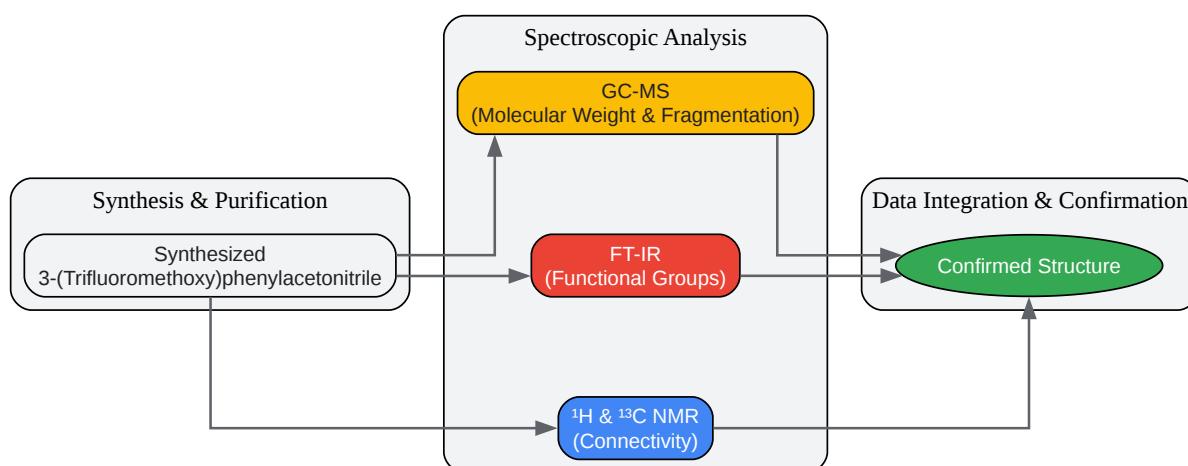 Spectroscopic Analysis
GC-MS
(Molecular Weight & Fragmentation)
Synthesis & Purification
Synthesized
3-(Trifluoromethoxy)phenylacetonitrile
FT-IR
(Functional Groups)
Data Integration & Confirmation
Confirmed Structure
¹H & ¹³C NMR
(Connectivity)